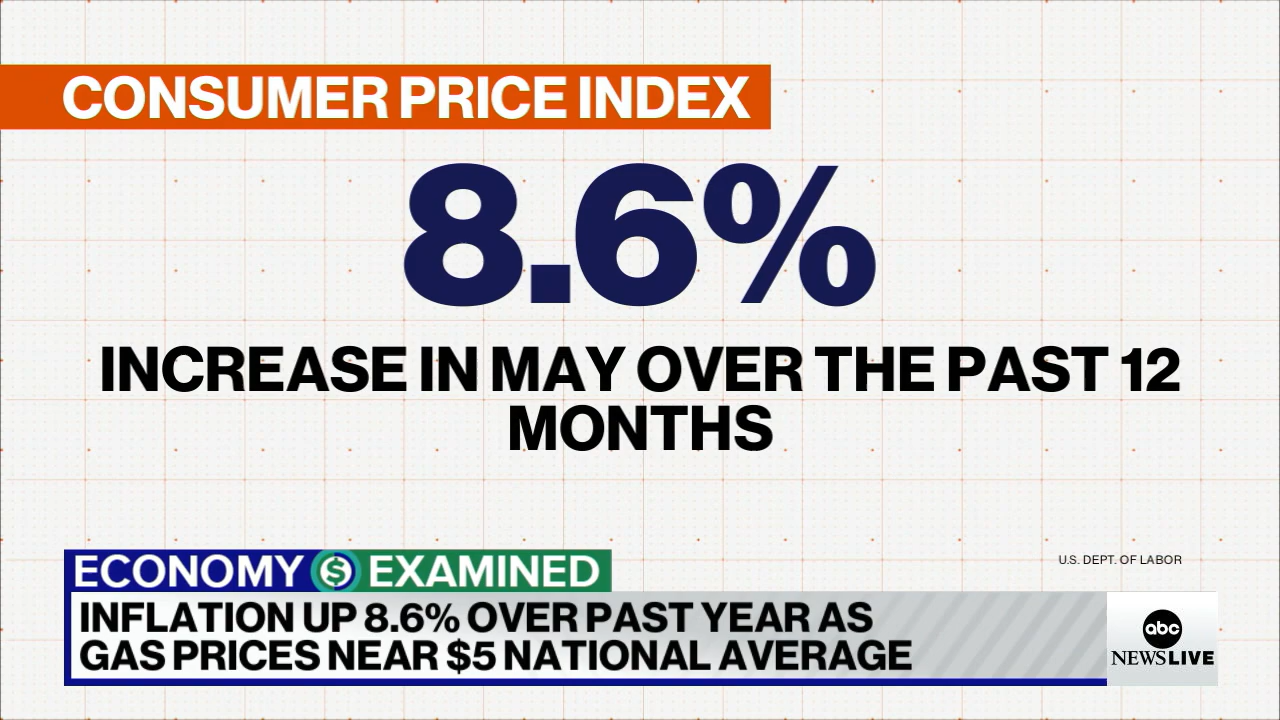 CONSUMER PRICE INDEX
8.6%
INCREASE IN MAY OVER THE PAST 12
MONTHS
U.S. DEPT. OF LABOR
ECONOMY $ EXAMINED
INFLATION UP 8.6% OVER PAST YEAR AS
GAS PRICES NEAR $5 NATIONAL AVERAGE
abc
NEWSLIVE